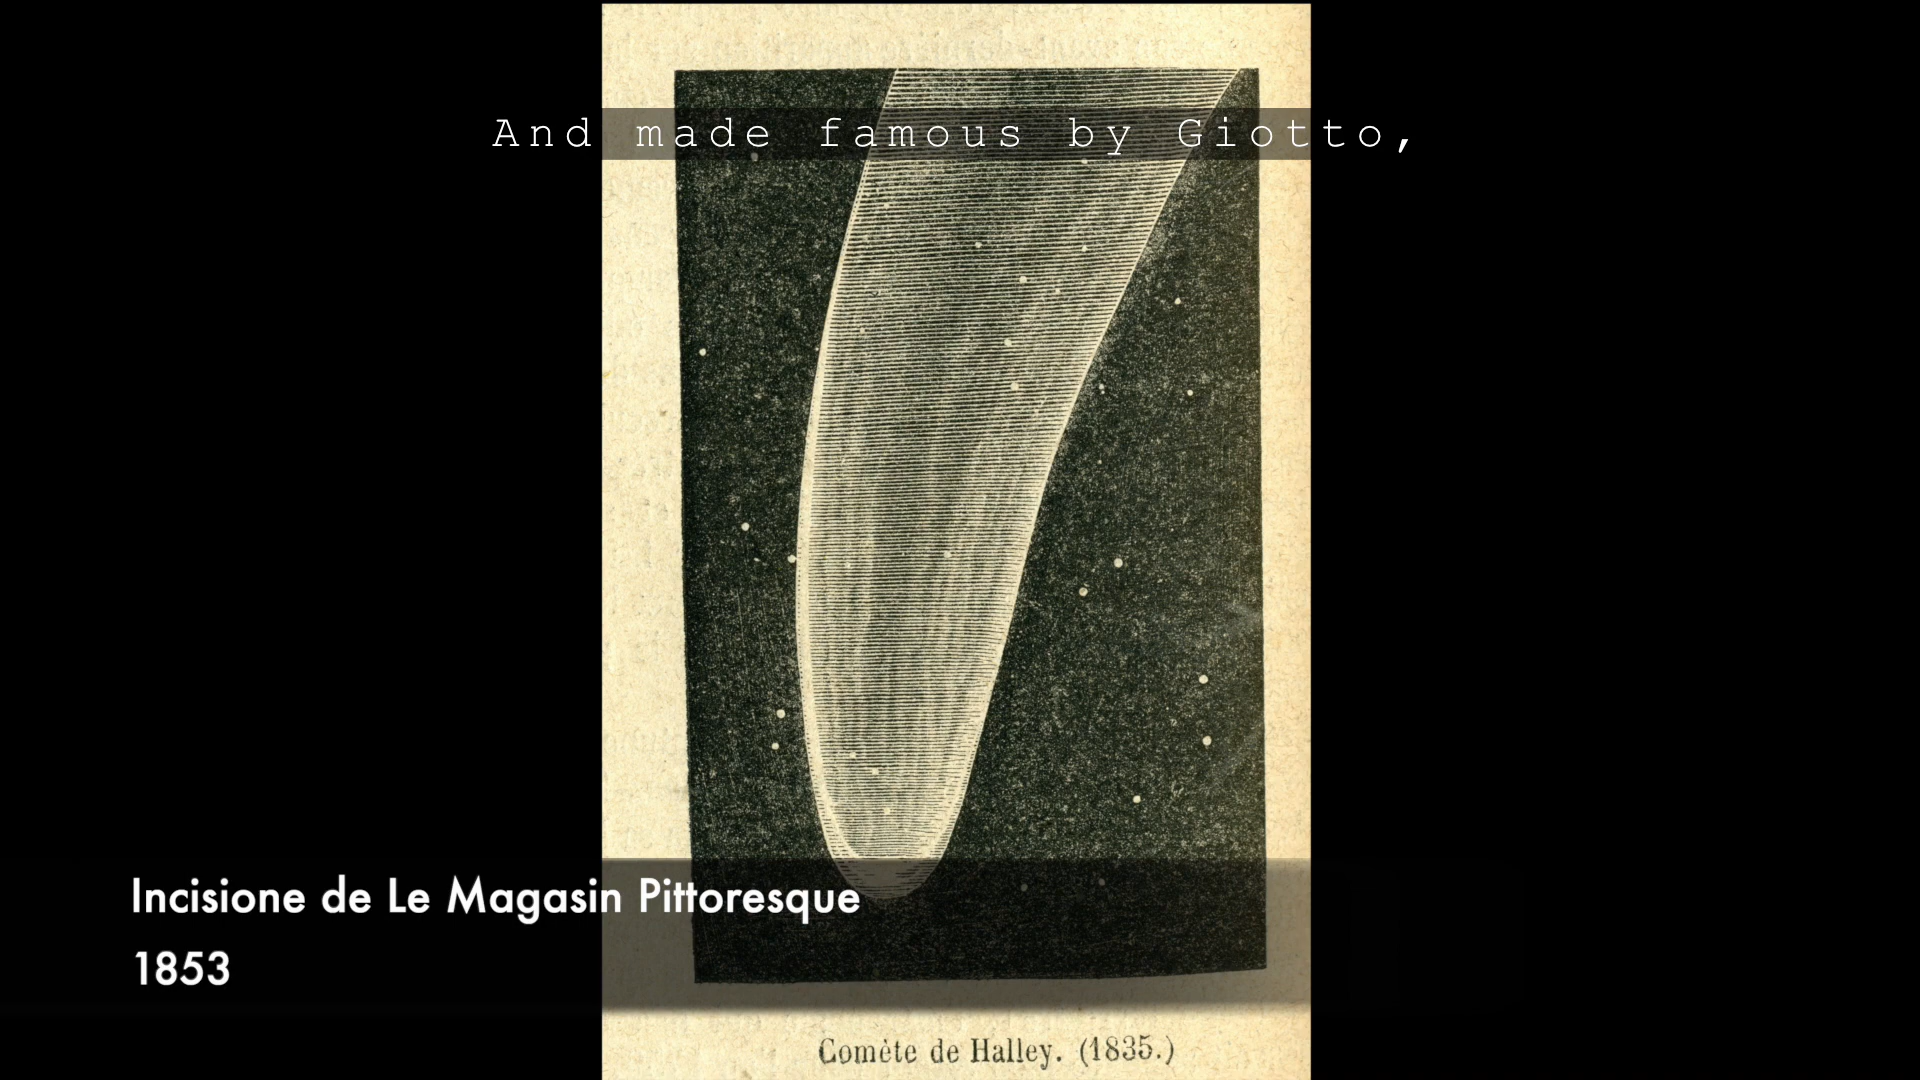 And made famous by Giotto,
Incisione de Le Magasin Pittoresque
1853
Comète de Halley. (1835.)